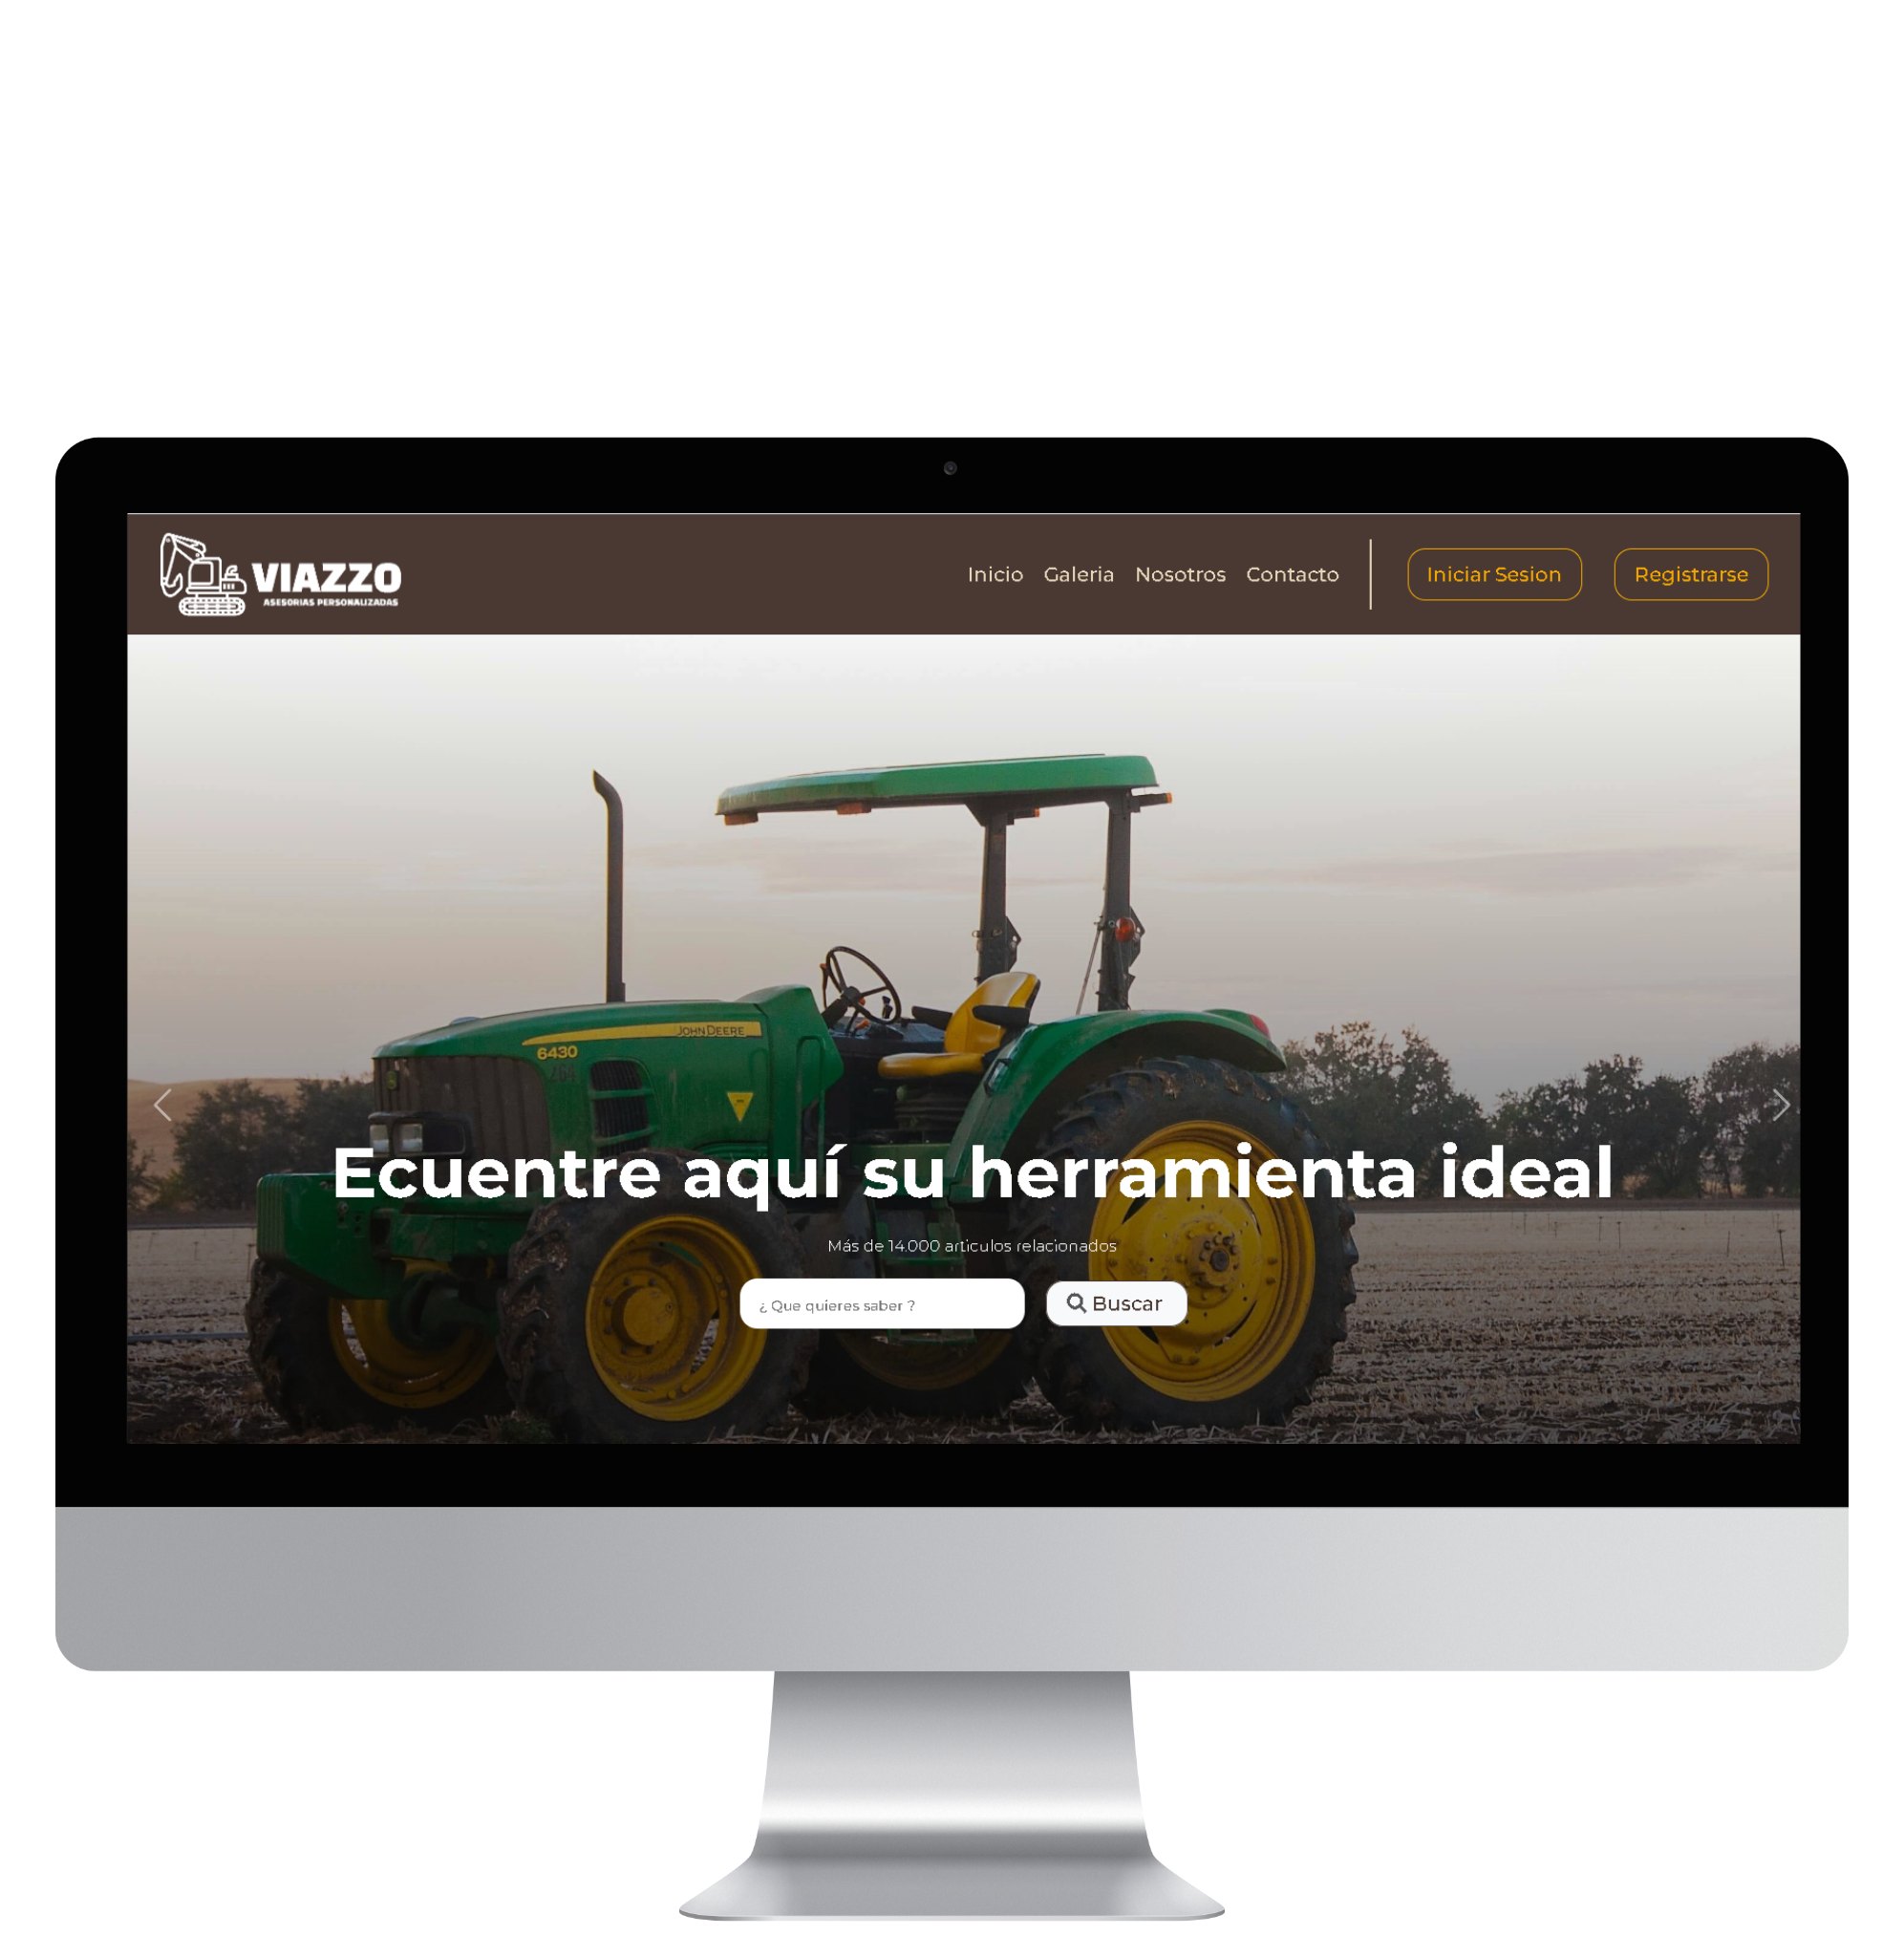 VIAZZO
ASESORIAS PERSONALIZADAS
Inicio Galeria Nosotros Contacto Iniciar Sesion Registrarse
JOHN DEERE
6430
Ecuentre aquí su herramienta ideal
Más de 14.000 articulos relacionados
¿ Que quieres saber ? Buscar